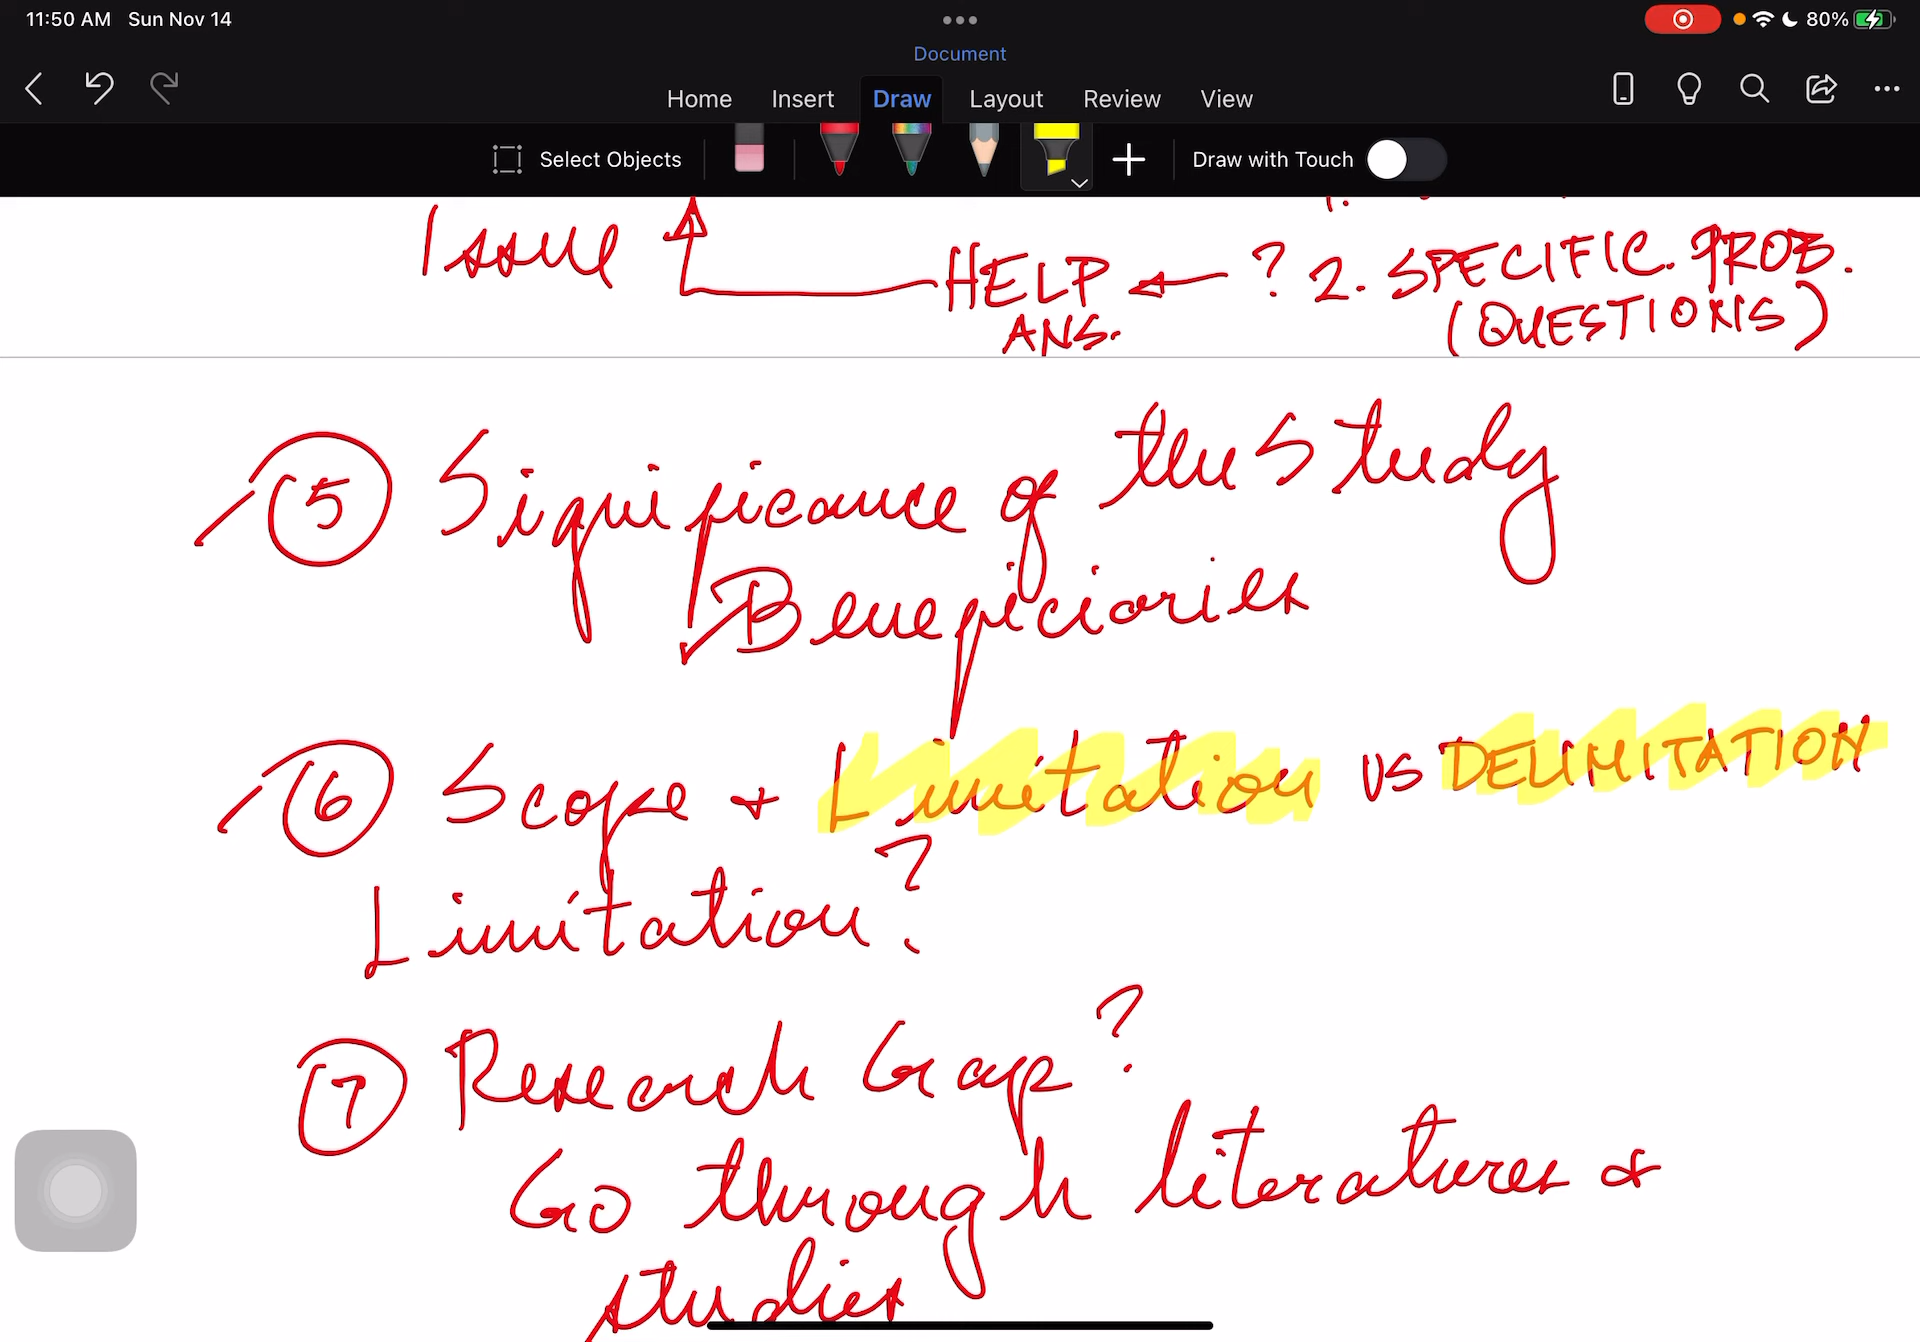 11:50 AM Sun Nov 14
80%
Document
Home Insert Draw Layout Review View
Select Objects
Draw with Touch
Issue
HELP ? 2. SPECIFIC. PROB.
ANS. (QUESTIONS)
5 Significance of the Study
Beneficiaries
6 Scope & Limitation VS DELIMITATION
Limitation?
7 Research Gap?
Go through literatures &
studies